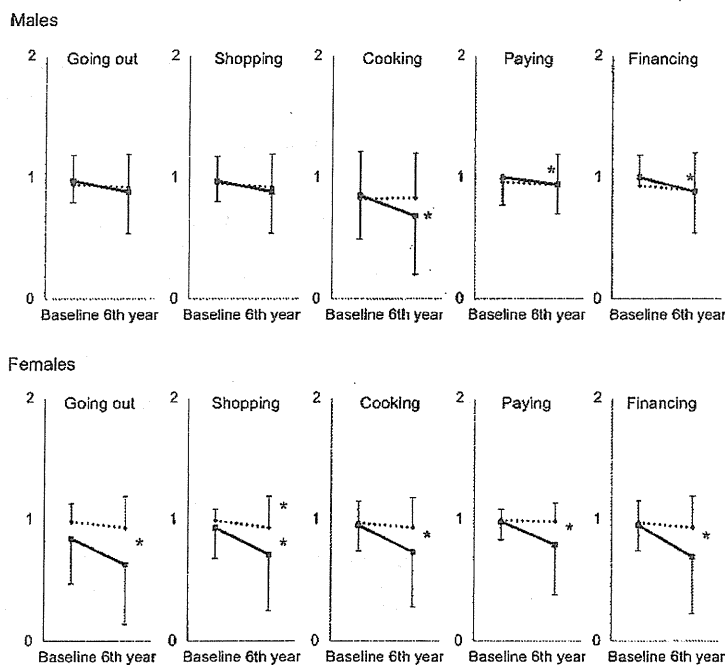 Males
2 Going out 2 Shopping 2 Cooking 2 Paying 2 Financing
1 1 1 1 * 1 *
*
0 0 0 0 0
Baseline 6th year Baseline 6th year Baseline 6th year Baseline 6th year Baseline 6th year
Females
2 Going out 2 Shopping 2 Cooking 2 Paying 2 Financing
*
1 1 1 1 1
* * * * *
0 0 0 0 0
Baseline 6th year Baseline 6th year Baseline 6th year Baseline 6th year Baseline 6th year